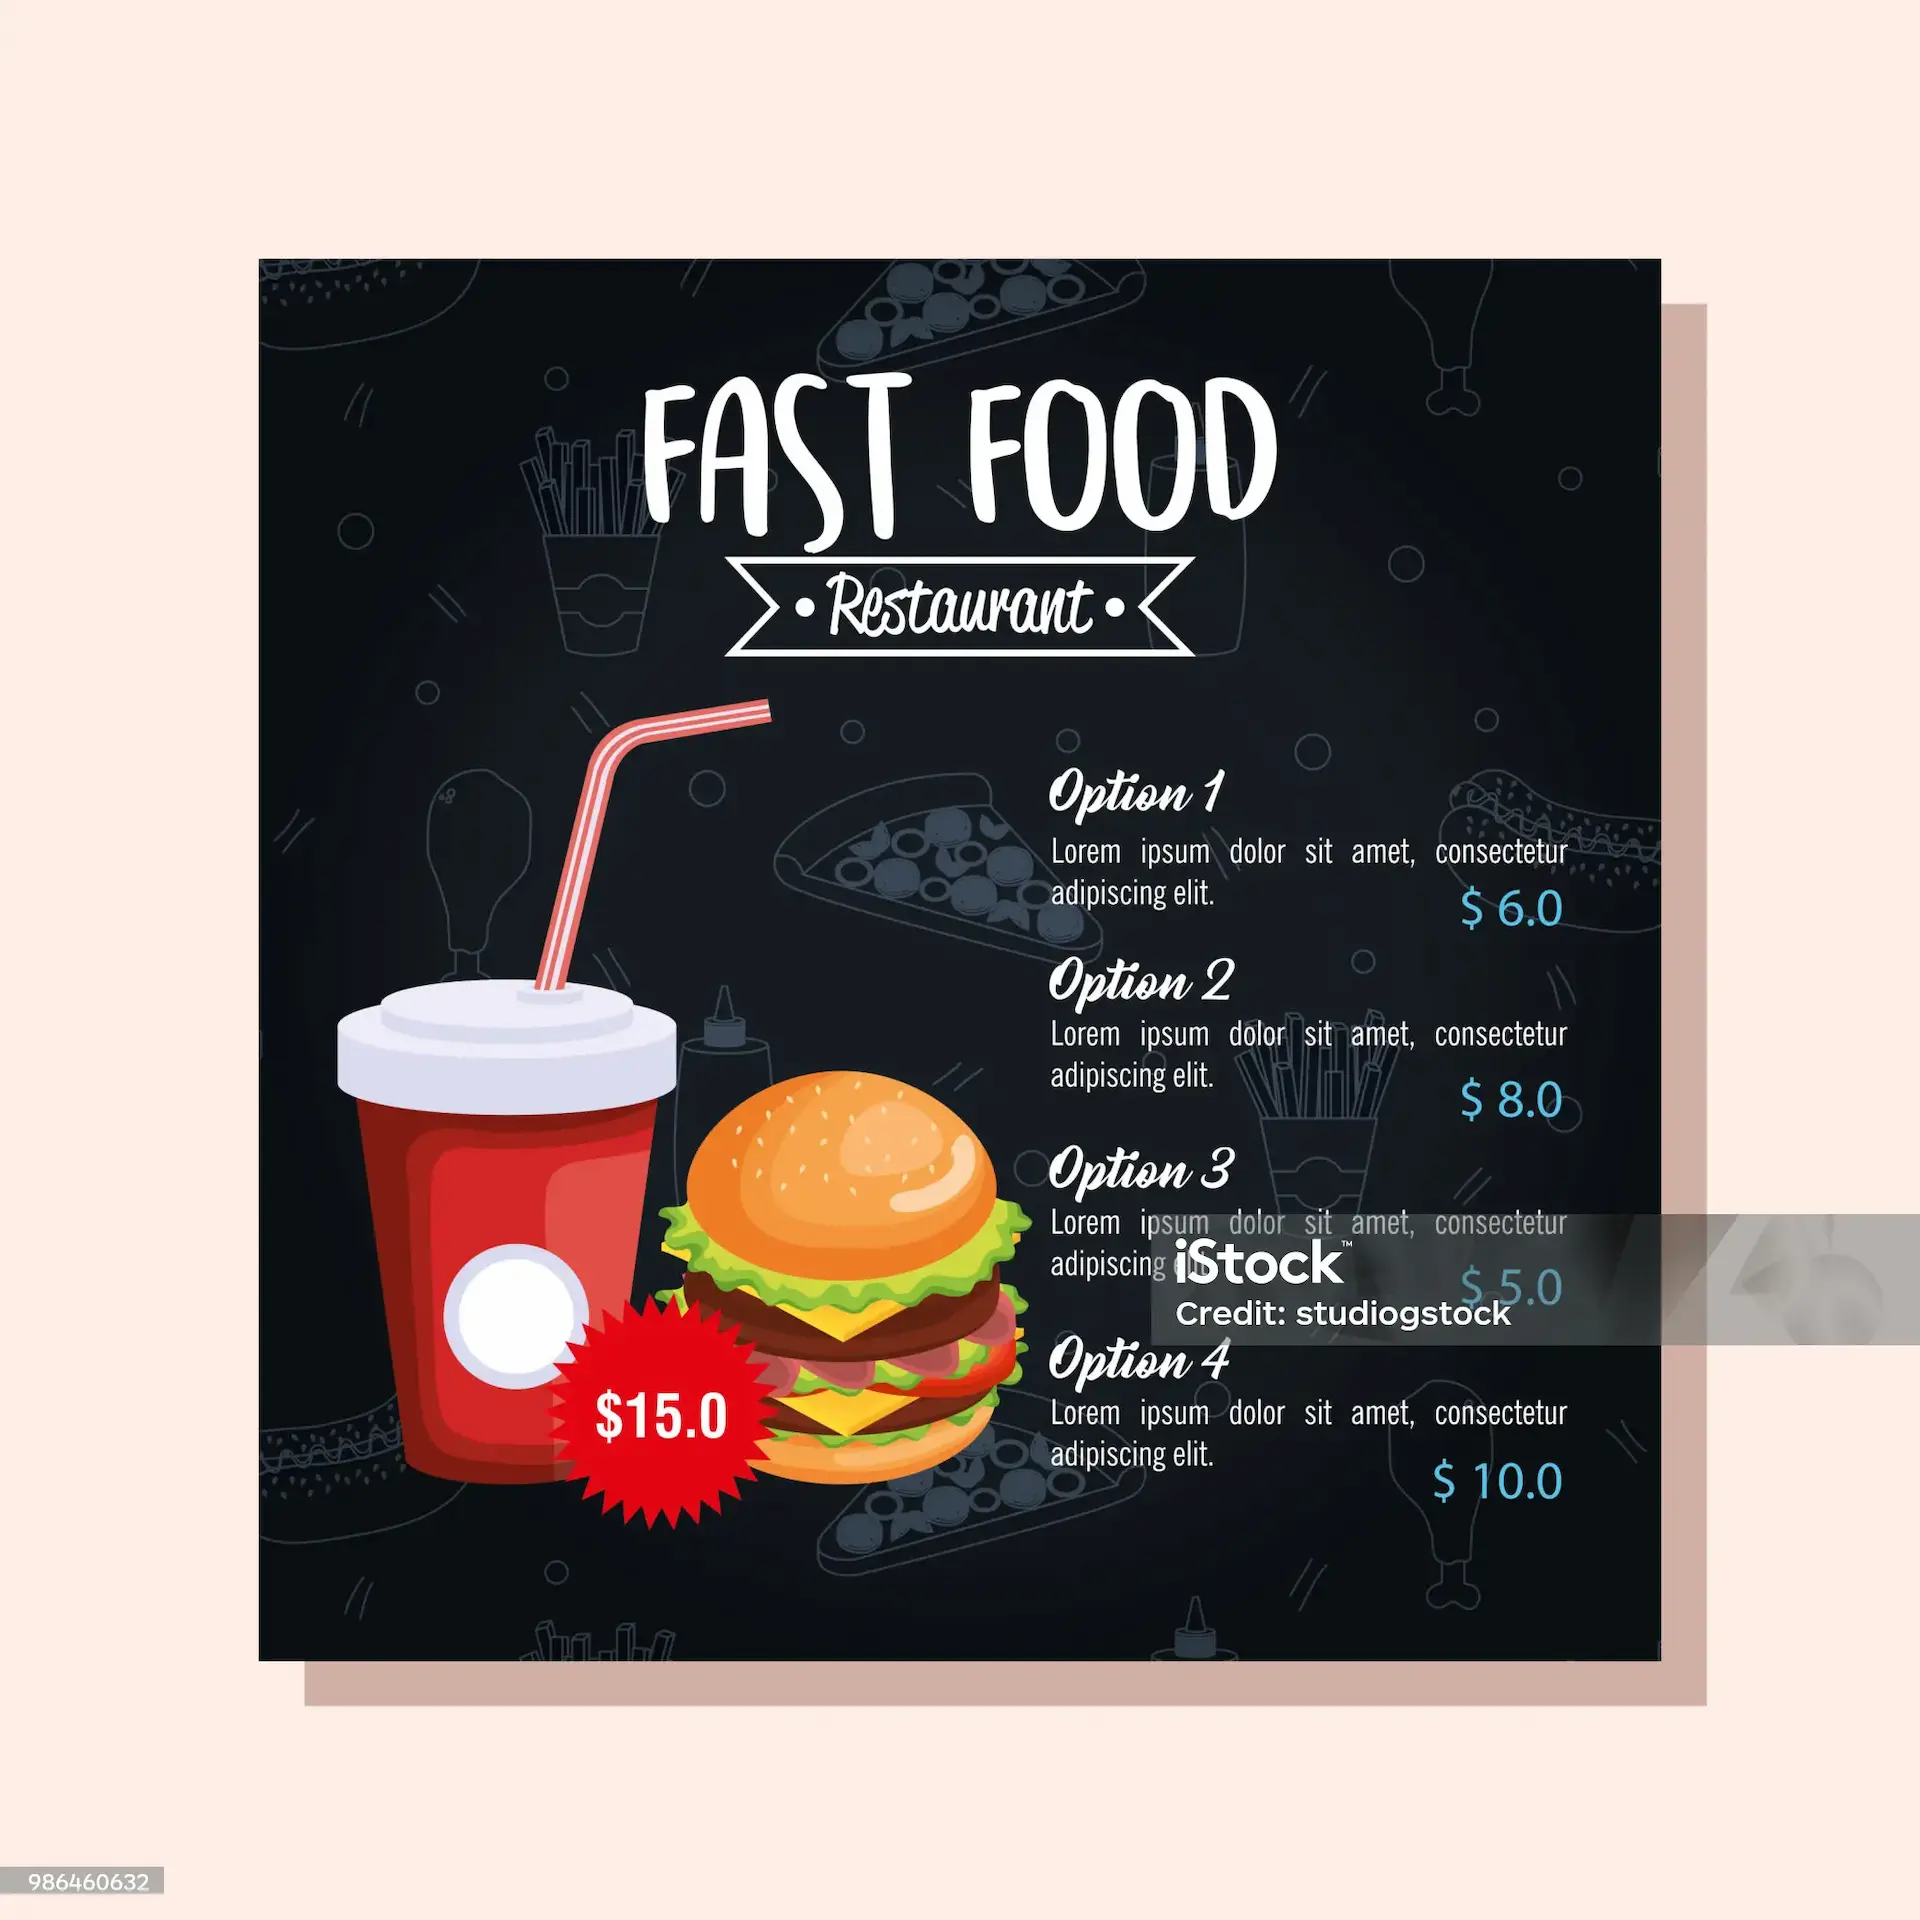 FAST FOOD
• Restaurant •
Option 1
Lorem ipsum dolor sit amet, consectetur
adipiscing elit.
$ 6.0
Option 2
Lorem ipsum dolor sit amet, consectetur
adipiscing elit.
$ 8.0
Option 3
Lorem ipsum dolor sit amet, consectetur
adipiscing
$ 5.0
iStock™
Credit: studiogstock
Option 4
Lorem ipsum dolor sit amet, consectetur
adipiscing elit.
$ 10.0
$15.0
986460632